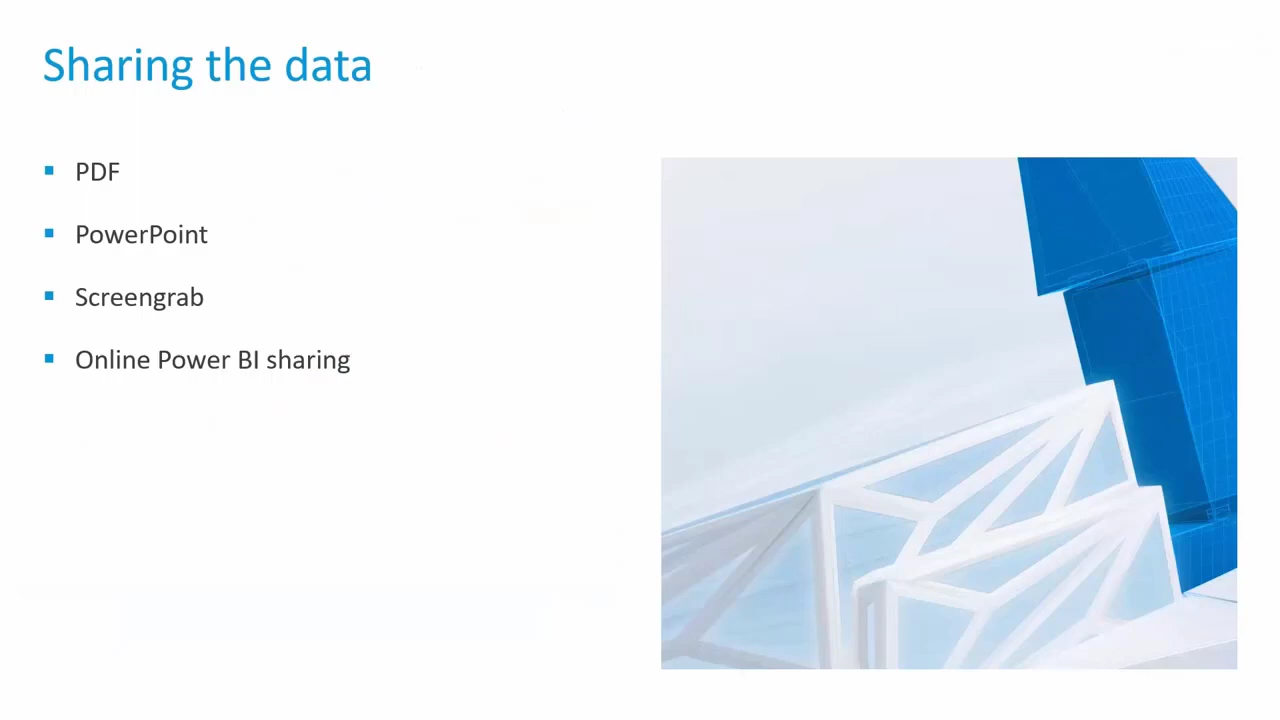 Sharing the data
PDF
PowerPoint
Screengrab
Online Power BI sharing